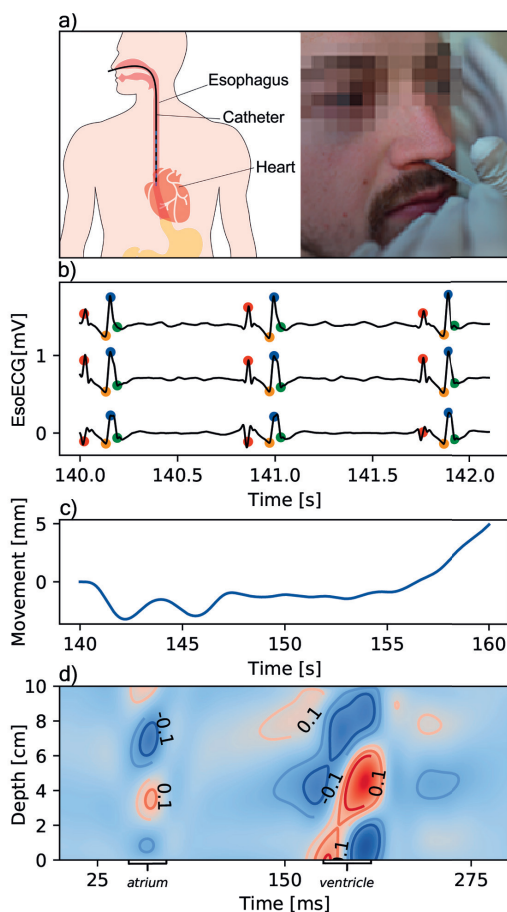 a)
Esophagus
Catheter
Heart
b)
EsoECG[mV]
1
0
140.0 140.5 141.0 141.5 142.0
Time [s]
c)
Movement [mm]
5
0
140 145 150 155 160
Time [s]
d)
Depth [cm]
10
8
6
4
2
0
-0.1
0.1
0.1
-0.1
0.1
0.1
25 150 275
atrium ventricle
Time [ms]